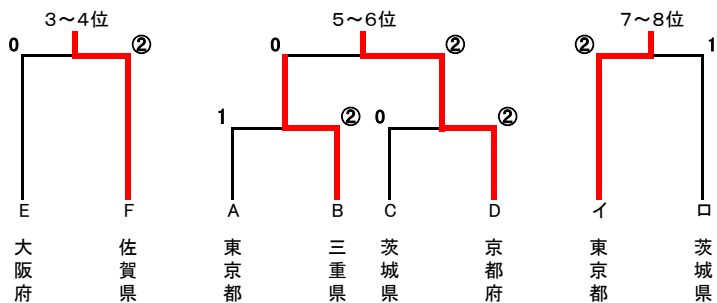 3～4位 5～6位 7～8位
0 ② 0 ② ② 1
1 ② 0 ②
E F A B C D イ ロ
大阪府 佐賀県 東京都 三重県 茨城県 京都府 東京都 茨城県